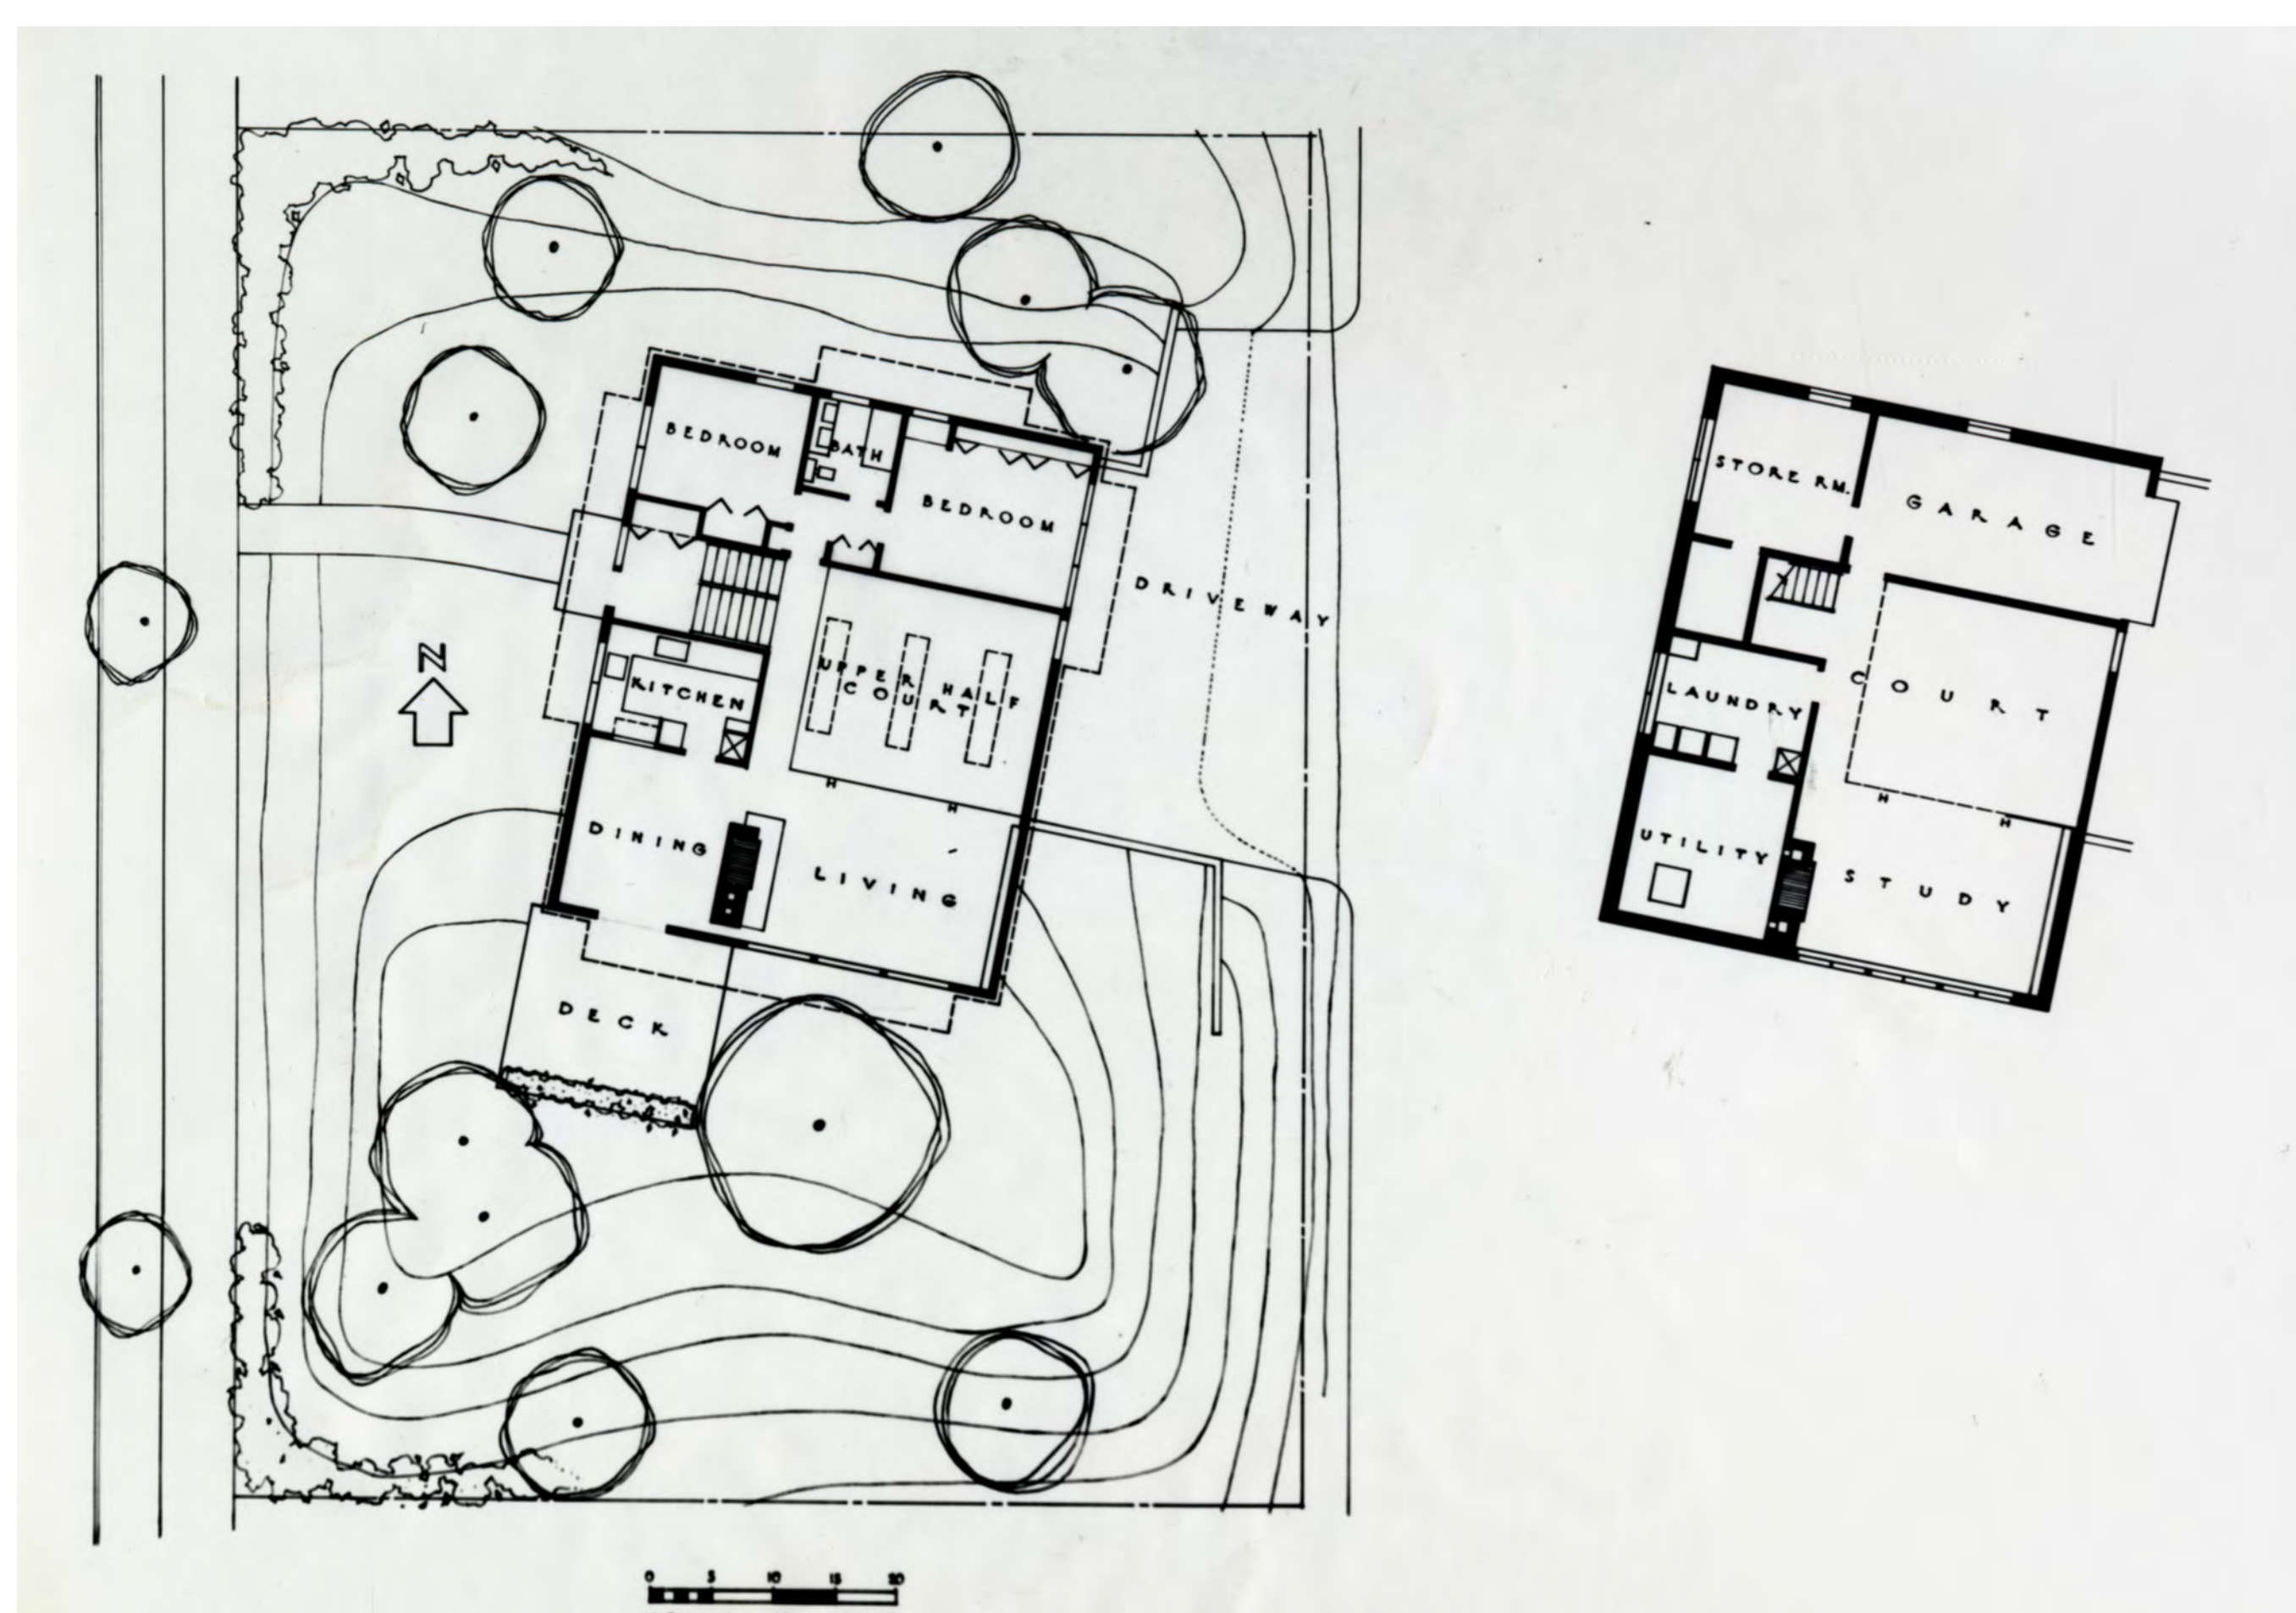 BEDROOM
BATH
BEDROOM
DRIVEWAY
N
KITCHEN
UPPER HALF
COURT
H
H
DINING
LIVING
DECK
0 5 10 15 20
STORE RM.
GARAGE
COURT
LAUNDRY
H
H
UTILITY
STUDY